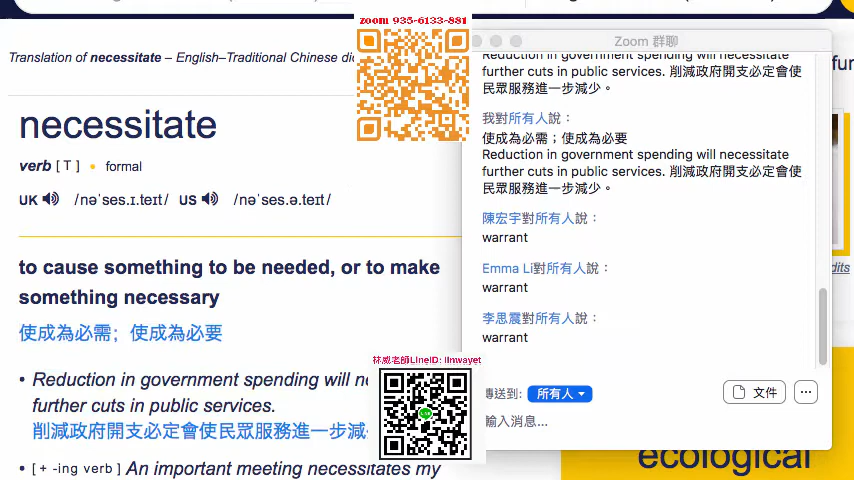 zoom 935-6133-881
Translation of necessitate – English–Traditional Chinese di
necessitate
verb [ T ] • formal
UK /nəˈses.ɪ.teɪt/ US /nəˈses.ə.teɪt/
to cause something to be needed, or to make
something necessary
使成為必需；使成為必要
• Reduction in government spending will ne
further cuts in public services.
削減政府開支必定會使民眾服務進一步減少
• [ + -ing verb ] An important meeting necessitates my
林威老師LineID: linwayet
Zoom 群聊
Reduction in government spending will necessitate
further cuts in public services. 削減政府開支必定會使
民眾服務進一步減少。
我對所有人說：
使成為必需；使成為必要
Reduction in government spending will necessitate
further cuts in public services. 削減政府開支必定會使
民眾服務進一步減少。
陳宏宇對所有人說：
warrant
Emma Li對所有人說：
warrant
李思震對所有人說：
warrant
傳送到: 所有人
文件
輸入消息...
fur
dits
ecological